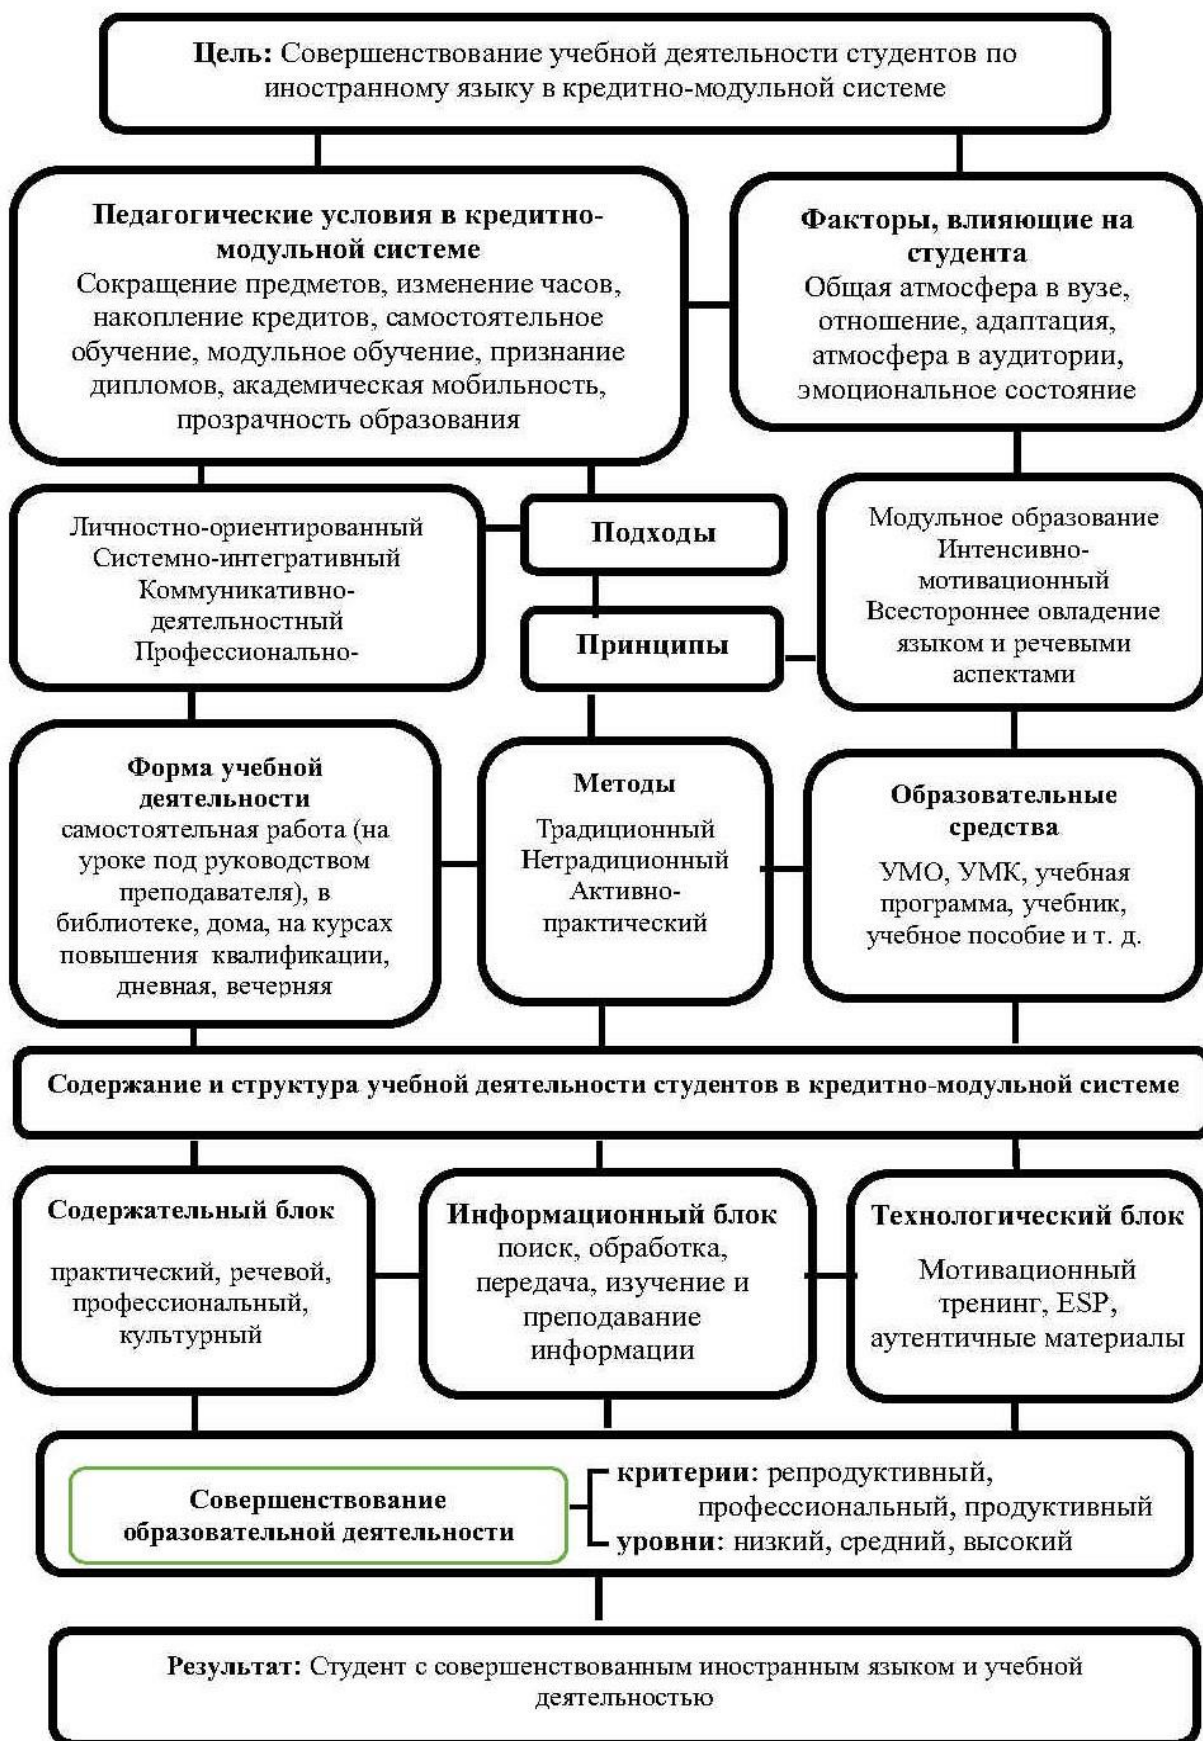 Цель: Совершенствование учебной деятельности студентов по
иностранному языку в кредитно-модульной системе
Педагогические условия в кредитно-
модульной системе
Сокращение предметов, изменение часов,
накопление кредитов, самостоятельное
обучение, модульное обучение, признание
дипломов, академическая мобильность,
прозрачность образования
Факторы, влияющие на
студента
Общая атмосфера в вузе,
отношение, адаптация,
атмосфера в аудитории,
эмоциональное состояние
Личностно-ориентированный
Системно-интегративный
Коммуникативно-
деятельностный
Профессионально-
Подходы
Принципы
Модульное образование
Интенсивно-
мотивационный
Всестороннее овладение
языком и речевыми
аспектами
Форма учебной
деятельности
самостоятельная работа (на
уроке под руководством
преподавателя), в
библиотеке, дома, на курсах
повышения квалификации,
дневная, вечерняя
Методы
Традиционный
Нетрадиционный
Активно-
практический
Образовательные
средства
УМО, УМК, учебная
программа, учебник,
учебное пособие и т. д.
Содержание и структура учебной деятельности студентов в кредитно-модульной системе
Содержательный блок
практический, речевой,
профессиональный,
культурный
Информационный блок
поиск, обработка,
передача, изучение и
преподавание
информации
Технологический блок
Мотивационный
тренинг, ESP,
аутентичные материалы
Совершенствование
образовательной деятельности
критерии: репродуктивный,
профессиональный, продуктивный
уровни: низкий, средний, высокий
Результат: Студент с совершенствованным иностранным языком и учебной
деятельностью